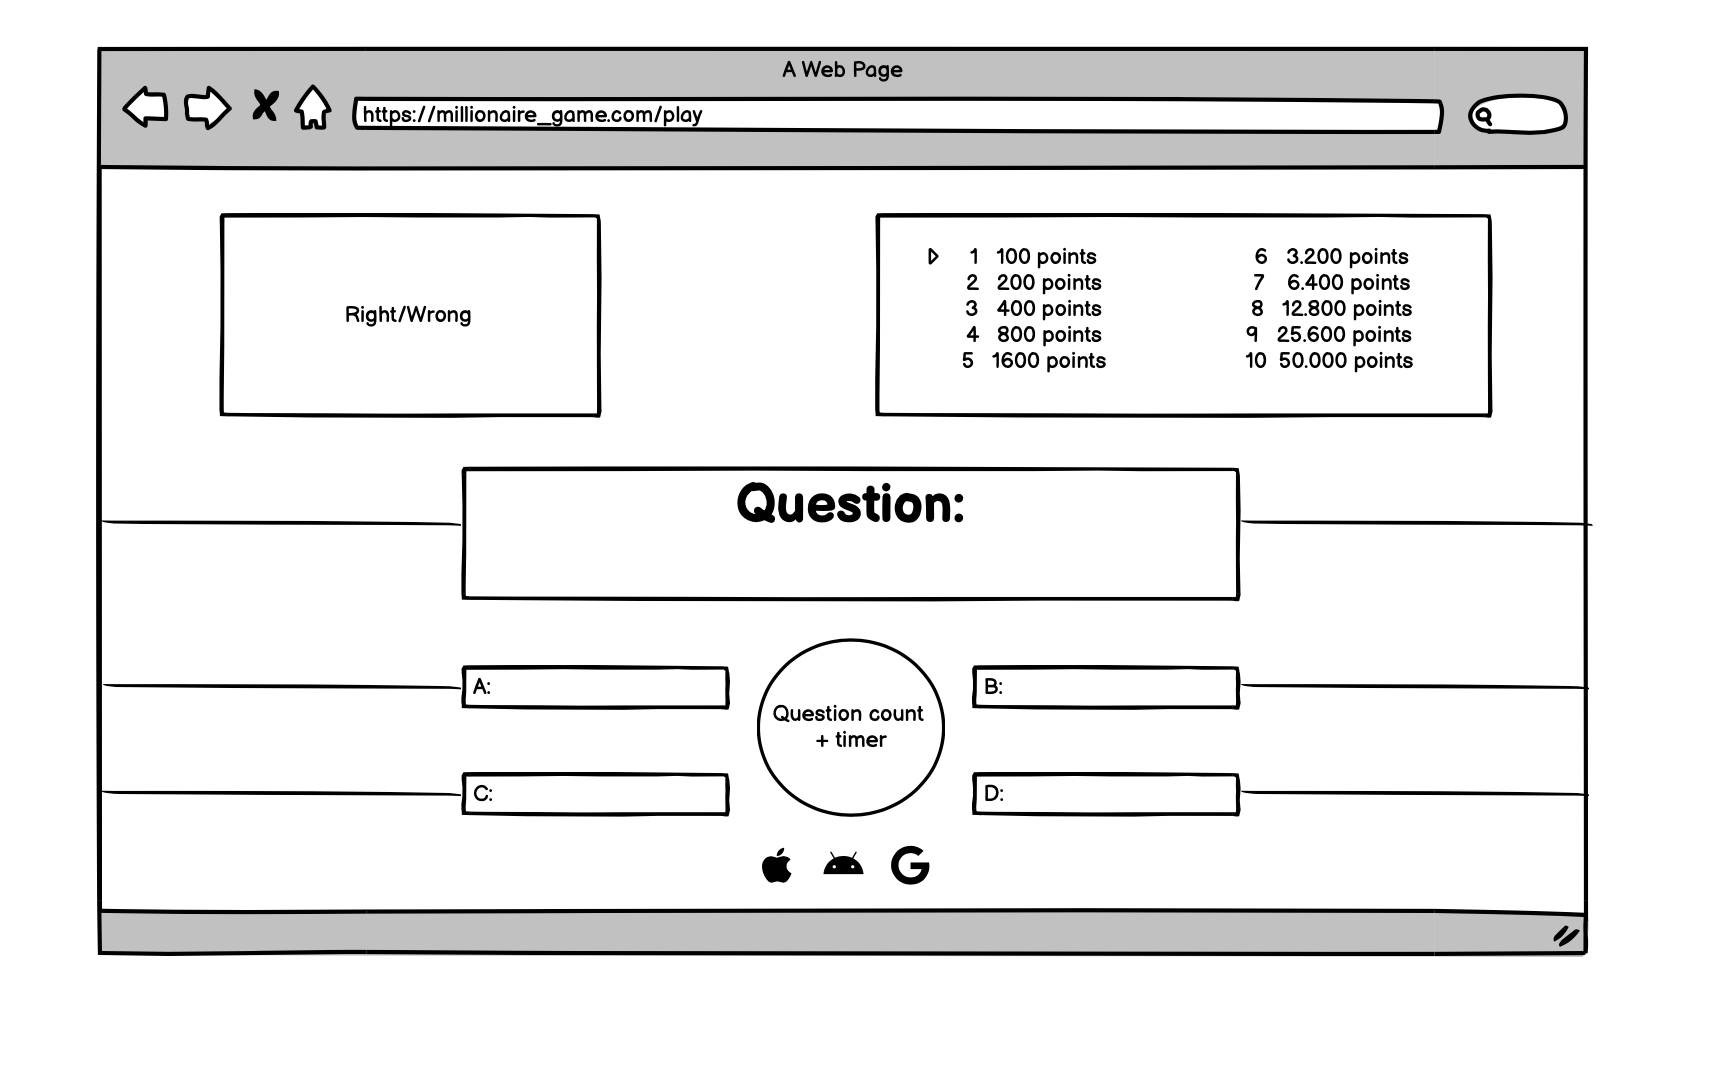 A Web Page
https://millionaire_game.com/play
Right/Wrong
1 100 points
2 200 points
3 400 points
4 800 points
5 1600 points
6 3.200 points
7 6.400 points
8 12.800 points
9 25.600 points
10 50.000 points
Question:
A:
B:
Question count
+ timer
C:
D: